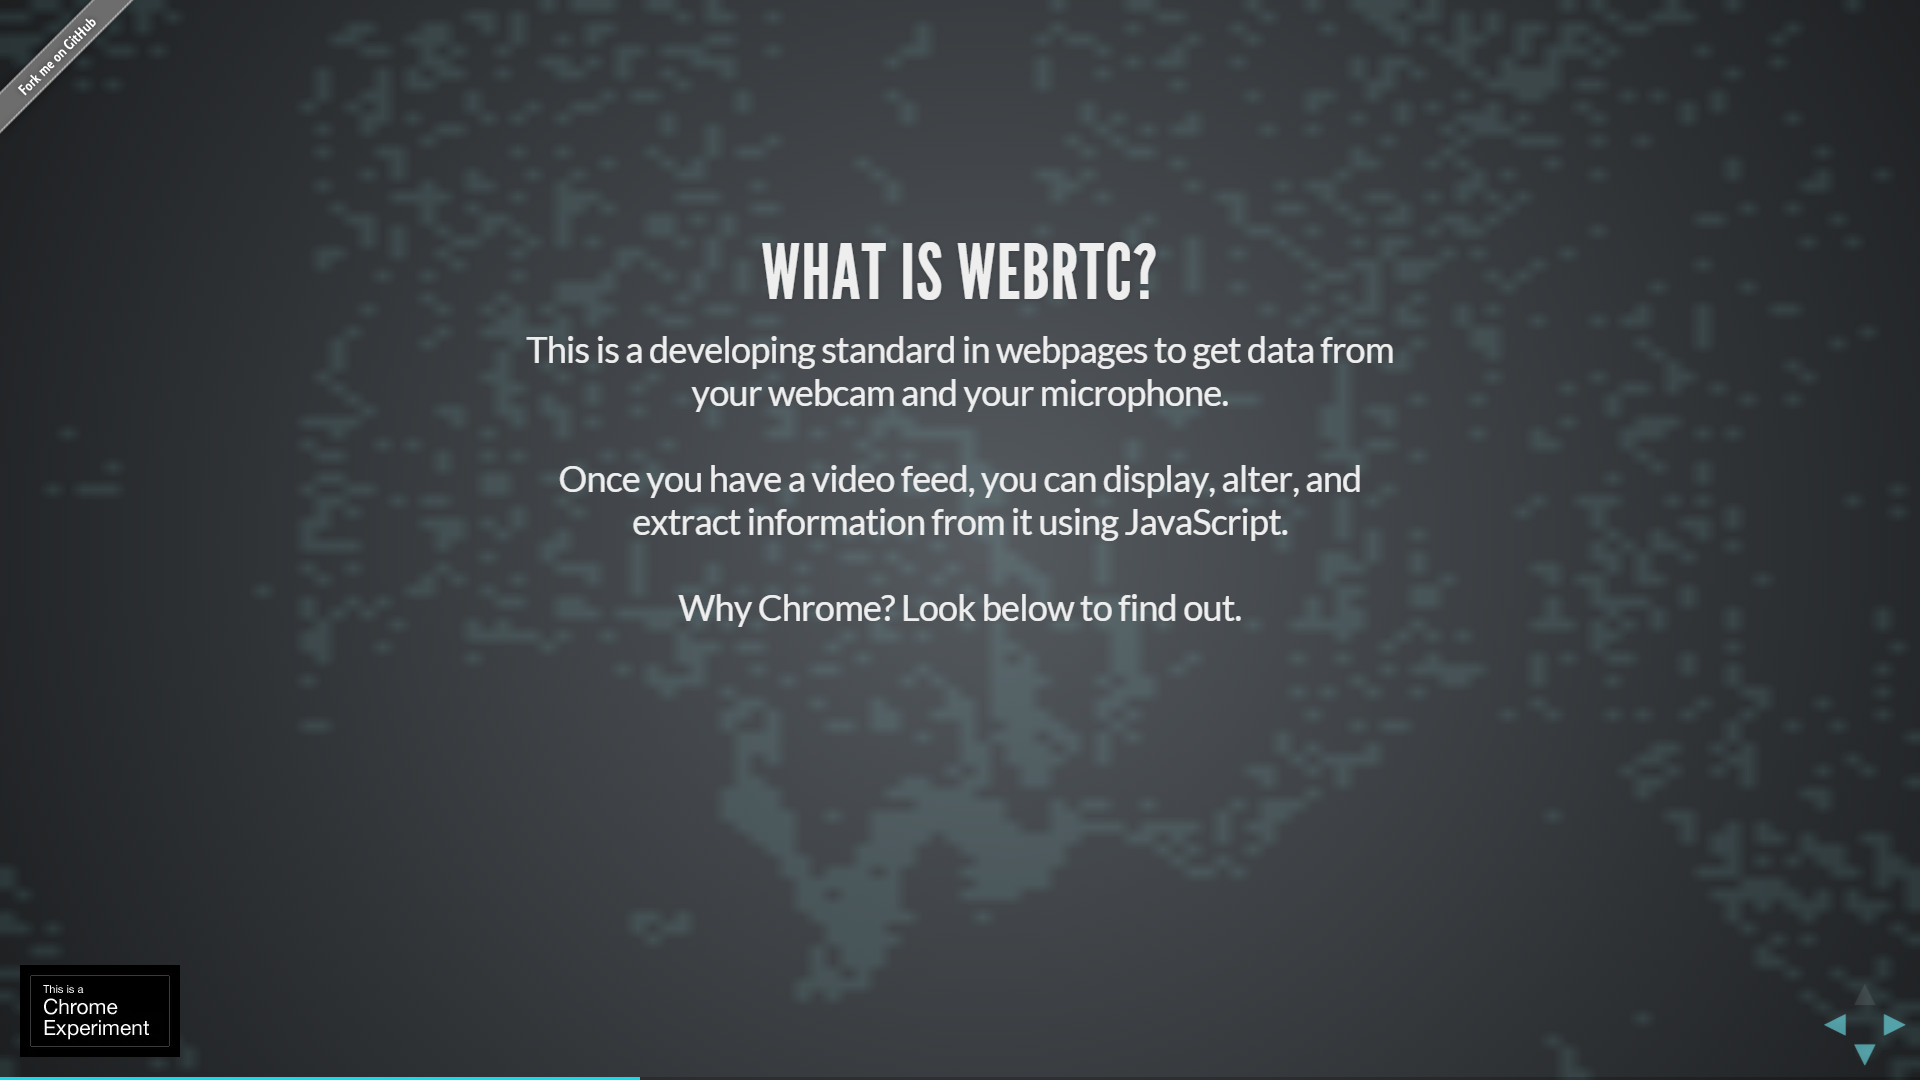 Fork me on GitHub
WHAT IS WEBRTC?
This is a developing standard in webpages to get data from
your webcam and your microphone.
Once you have a video feed, you can display, alter, and
extract information from it using JavaScript.
Why Chrome? Look below to find out.
This is a
Chrome
Experiment